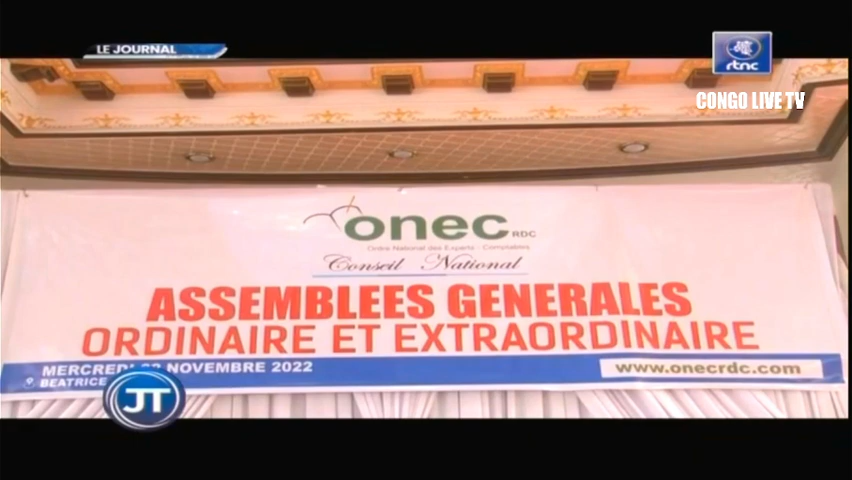 LE JOURNAL
rtnc
CONGO LIVE TV
onec RDC
Ordre National des Experts - Comptables
Conseil National
ASSEMBLEES GENERALES
ORDINAIRE ET EXTRAORDINAIRE
MERCREDI NOVEMBRE 2022
www.onecrdc.com
BEATRICE
JT